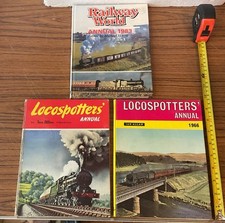 Railway
World
ANNUAL 1983
Locospotters'
ANNUAL
LOCOSPOTTERS'
ANNUAL
1966